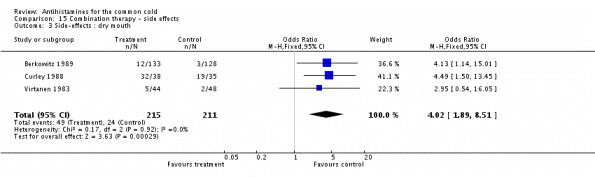 Review: Antihistamines for the common cold
Comparison: 15 Combination therapy - side effects
Outcome: 3 Side-effects : dry mouth
Study or subgroup Treatment Control Odds Ratio Weight Odds Ratio
n/N n/N M-H,Fixed,95% CI M-H,Fixed,95% CI
Berkowitz 1989 12/133 3/128 36.6 % 4.13 [ 1.14, 15.01 ]
Curley 1988 32/38 19/35 41.1 % 4.49 [ 1.50, 13.45 ]
Virtanen 1983 5/44 2/48 22.3 % 2.95 [ 0.54, 16.05 ]
Total (95% CI) 215 211 100.0 % 4.02 [ 1.89, 8.51 ]
Total events: 49 (Treatment), 24 (Control)
Heterogeneity: Chi² = 0.17, df = 2 (P = 0.92); I² =0.0%
Test for overall effect: Z = 3.63 (P = 0.00029)
0.05 0.2 1 5 20
Favours treatment Favours control